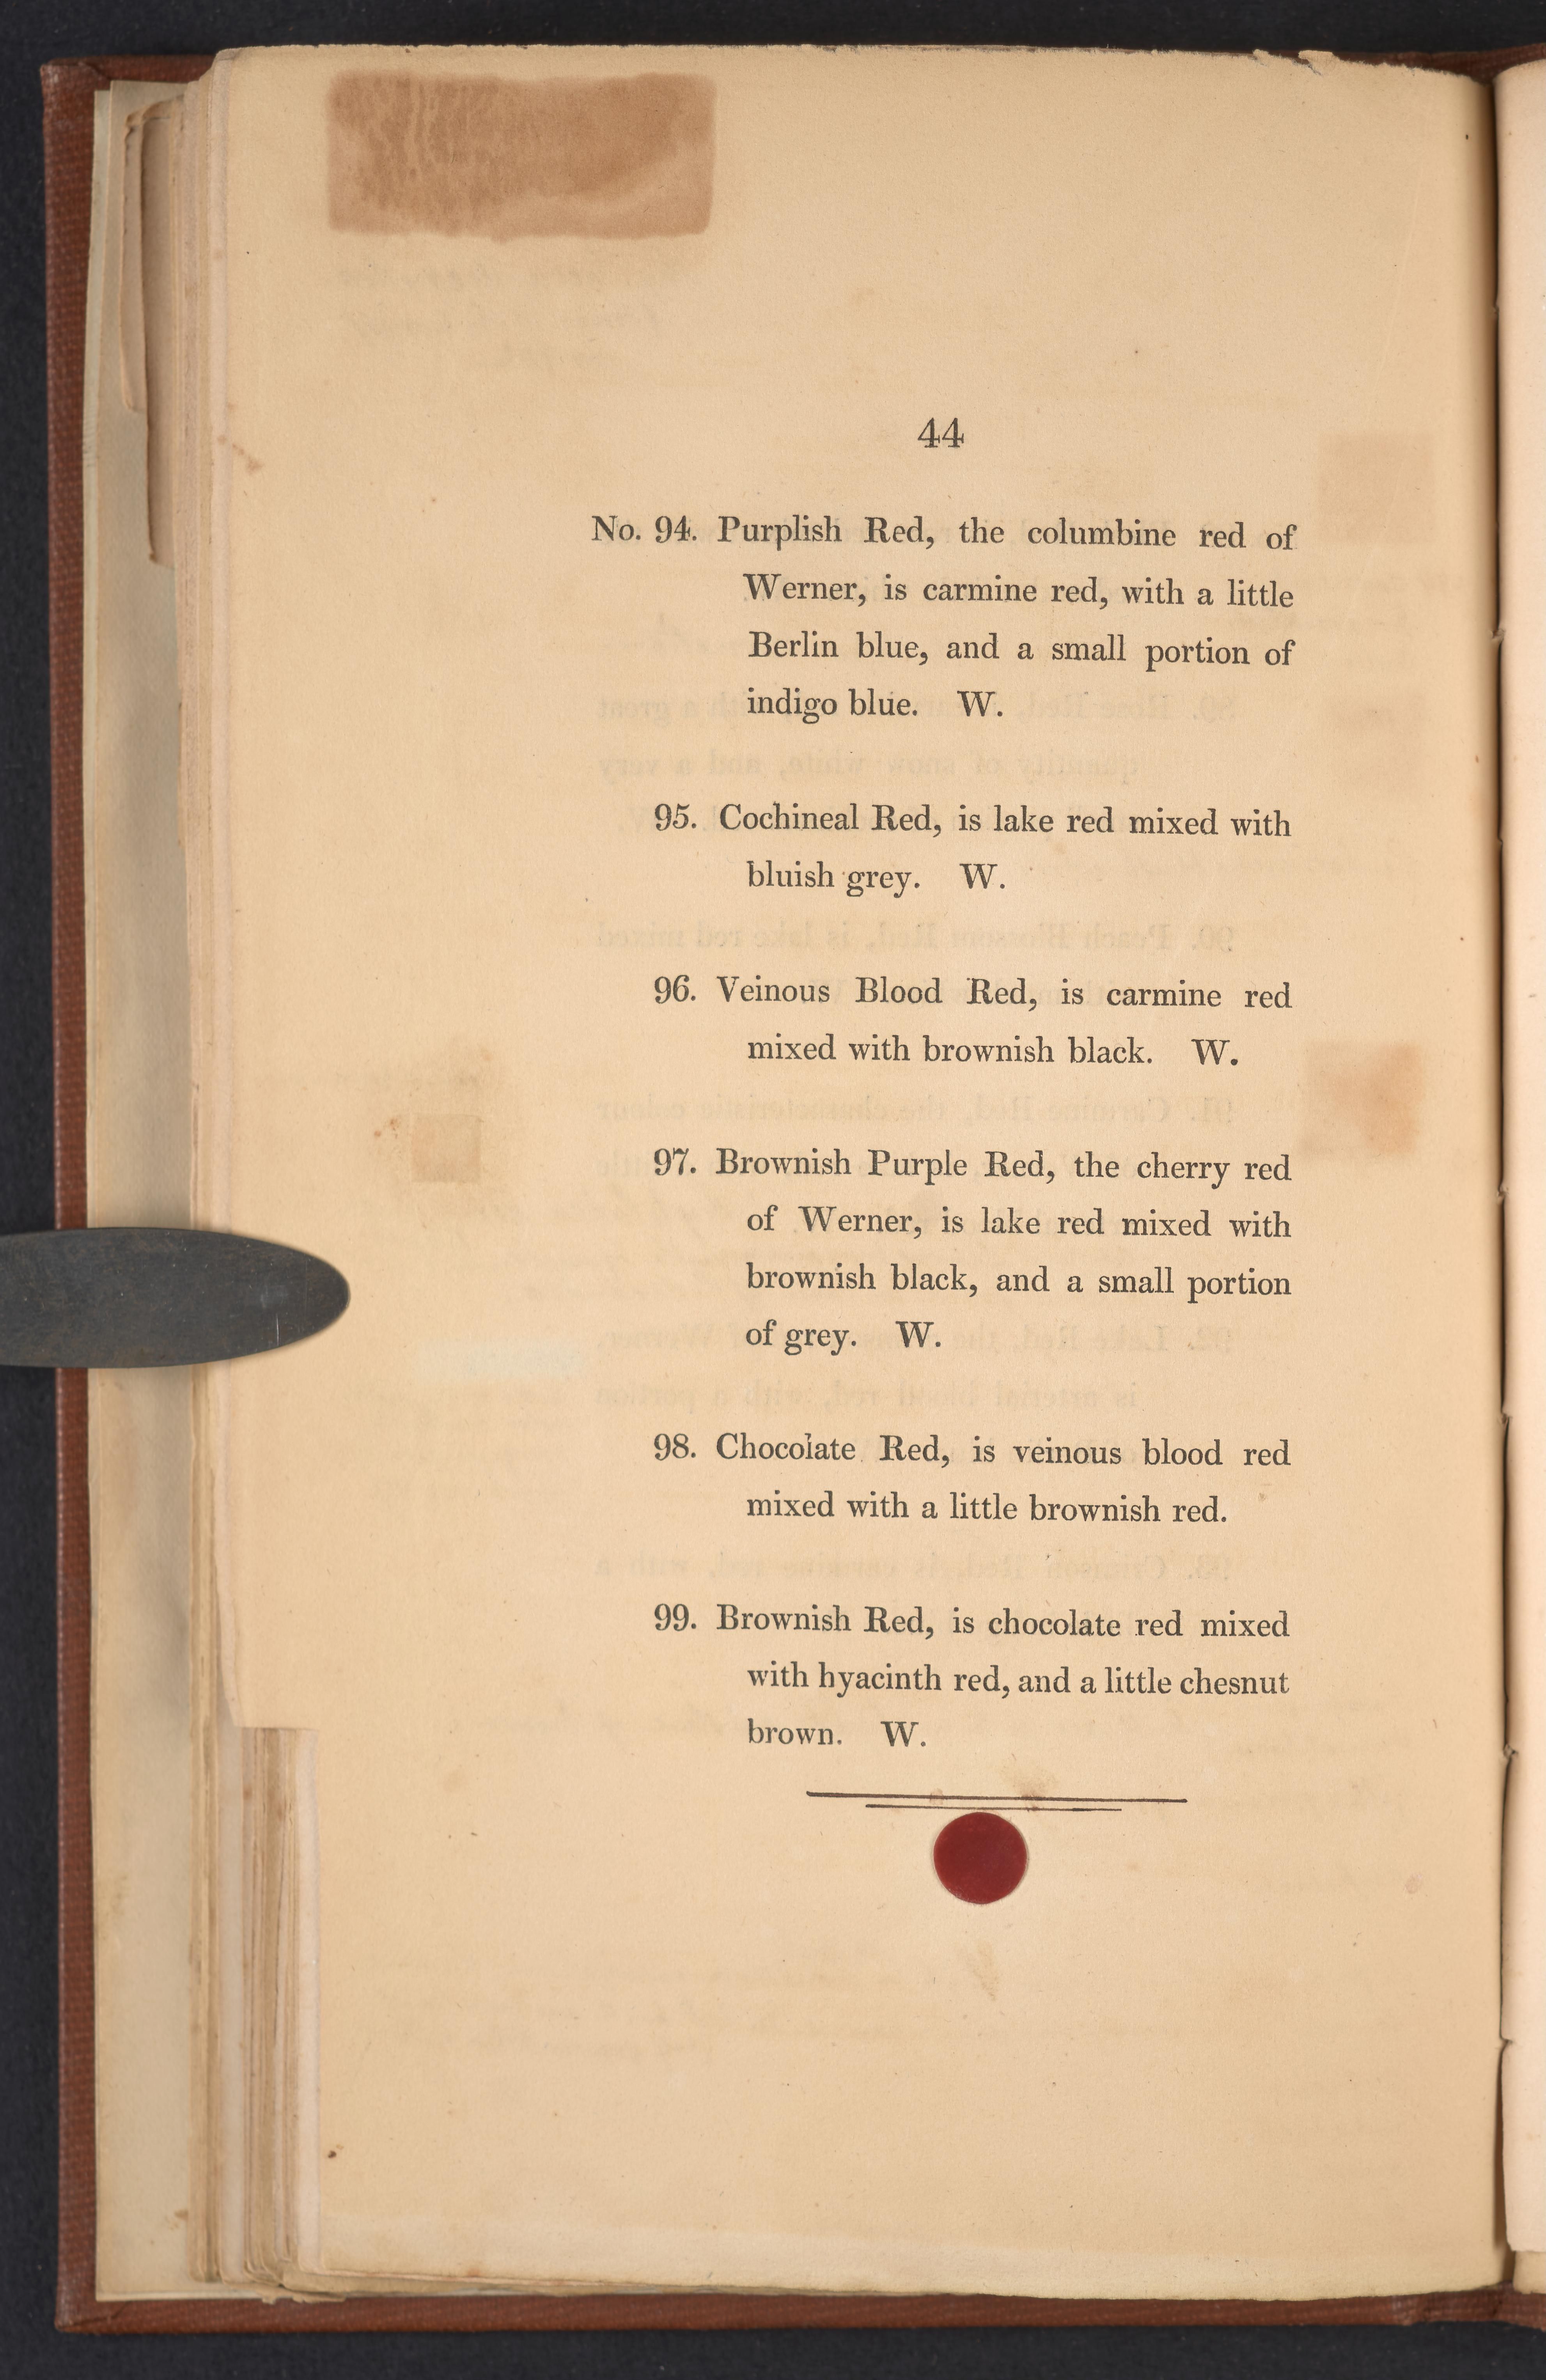 44
No. 94. Purplish Red, the columbine red of
Werner, is carmine red, with a little
Berlin blue, and a small portion of
indigo blue. W.
95. Cochineal Red, is lake red mixed with
bluish grey. W.
96. Veinous Blood Red, is carmine red
mixed with brownish black. W.
97. Brownish Purple Red, the cherry red
of Werner, is lake red mixed with
brownish black, and a small portion
of grey. W.
98. Chocolate Red, is veinous blood red
mixed with a little brownish red.
99. Brownish Red, is chocolate red mixed
with hyacinth red, and a little chesnut
brown. W.